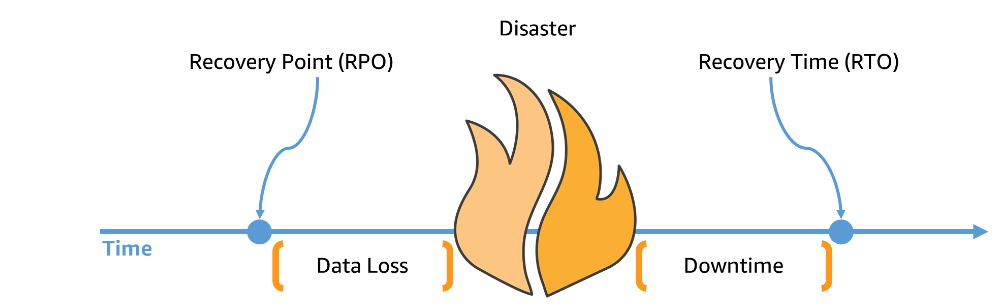 Disaster
Recovery Point (RPO)
Recovery Time (RTO)
Time
Data Loss
Downtime